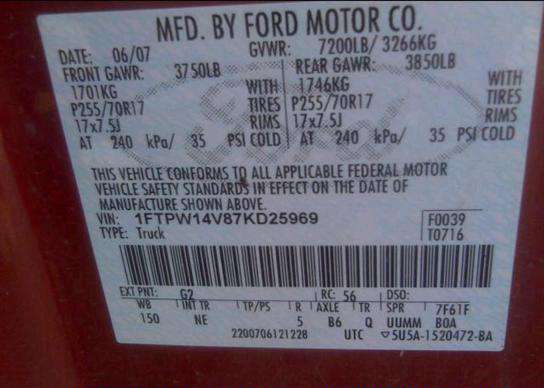 MFD. BY FORD MOTOR CO.
DATE: 06/07 GVWR: 7200LB/ 3266KG
FRONT GAWR: 3750LB REAR GAWR: 3850LB
1701KG WITH 1746KG WITH
P255/70R17 TIRES P255/70R17 TIRES
17x7.5J RIMS 17x7.5J RIMS
AT 240 kPa/ 35 PSI COLD AT 240 kPa/ 35 PSI COLD
Ford
THIS VEHICLE CONFORMS TO ALL APPLICABLE FEDERAL MOTOR
VEHICLE SAFETY STANDARDS IN EFFECT ON THE DATE OF
MANUFACTURE SHOWN ABOVE.
VIN: 1FTPW14V87KD25969 F0039
TYPE: Truck T0716
EXT PNT: G2 RC: 56 DSO:
WB INT TR TP/PS R AXLE TR SPR 7F61F
150 NE 5 B6 Q UUMM BOA
2200706121228 UTC ▽5U5A-1520472-BA